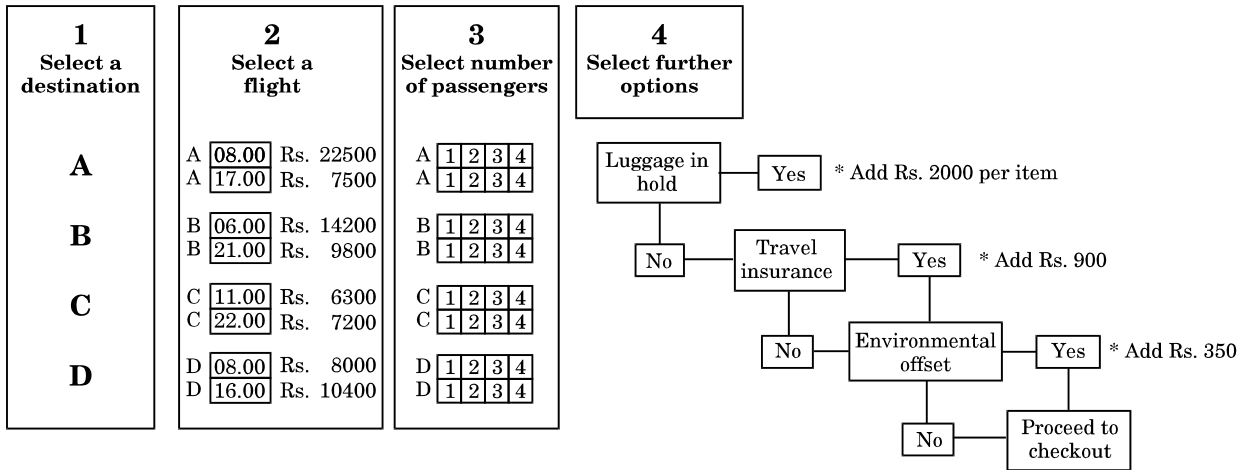 1
Select a
destination
A
B
C
D
2
Select a
flight
A 08.00 Rs. 22500
A 17.00 Rs. 7500
B 06.00 Rs. 14200
B 21.00 Rs. 9800
C 11.00 Rs. 6300
C 22.00 Rs. 7200
D 08.00 Rs. 8000
D 16.00 Rs. 10400
3
Select number
of passengers
A 1 2 3 4
A 1 2 3 4
B 1 2 3 4
B 1 2 3 4
C 1 2 3 4
C 1 2 3 4
D 1 2 3 4
D 1 2 3 4
4
Select further
options
Luggage in
hold
Yes
* Add Rs. 2000 per item
No
Travel
insurance
Yes
* Add Rs. 900
No
Environmental
offset
Yes
* Add Rs. 350
No
Proceed to
checkout